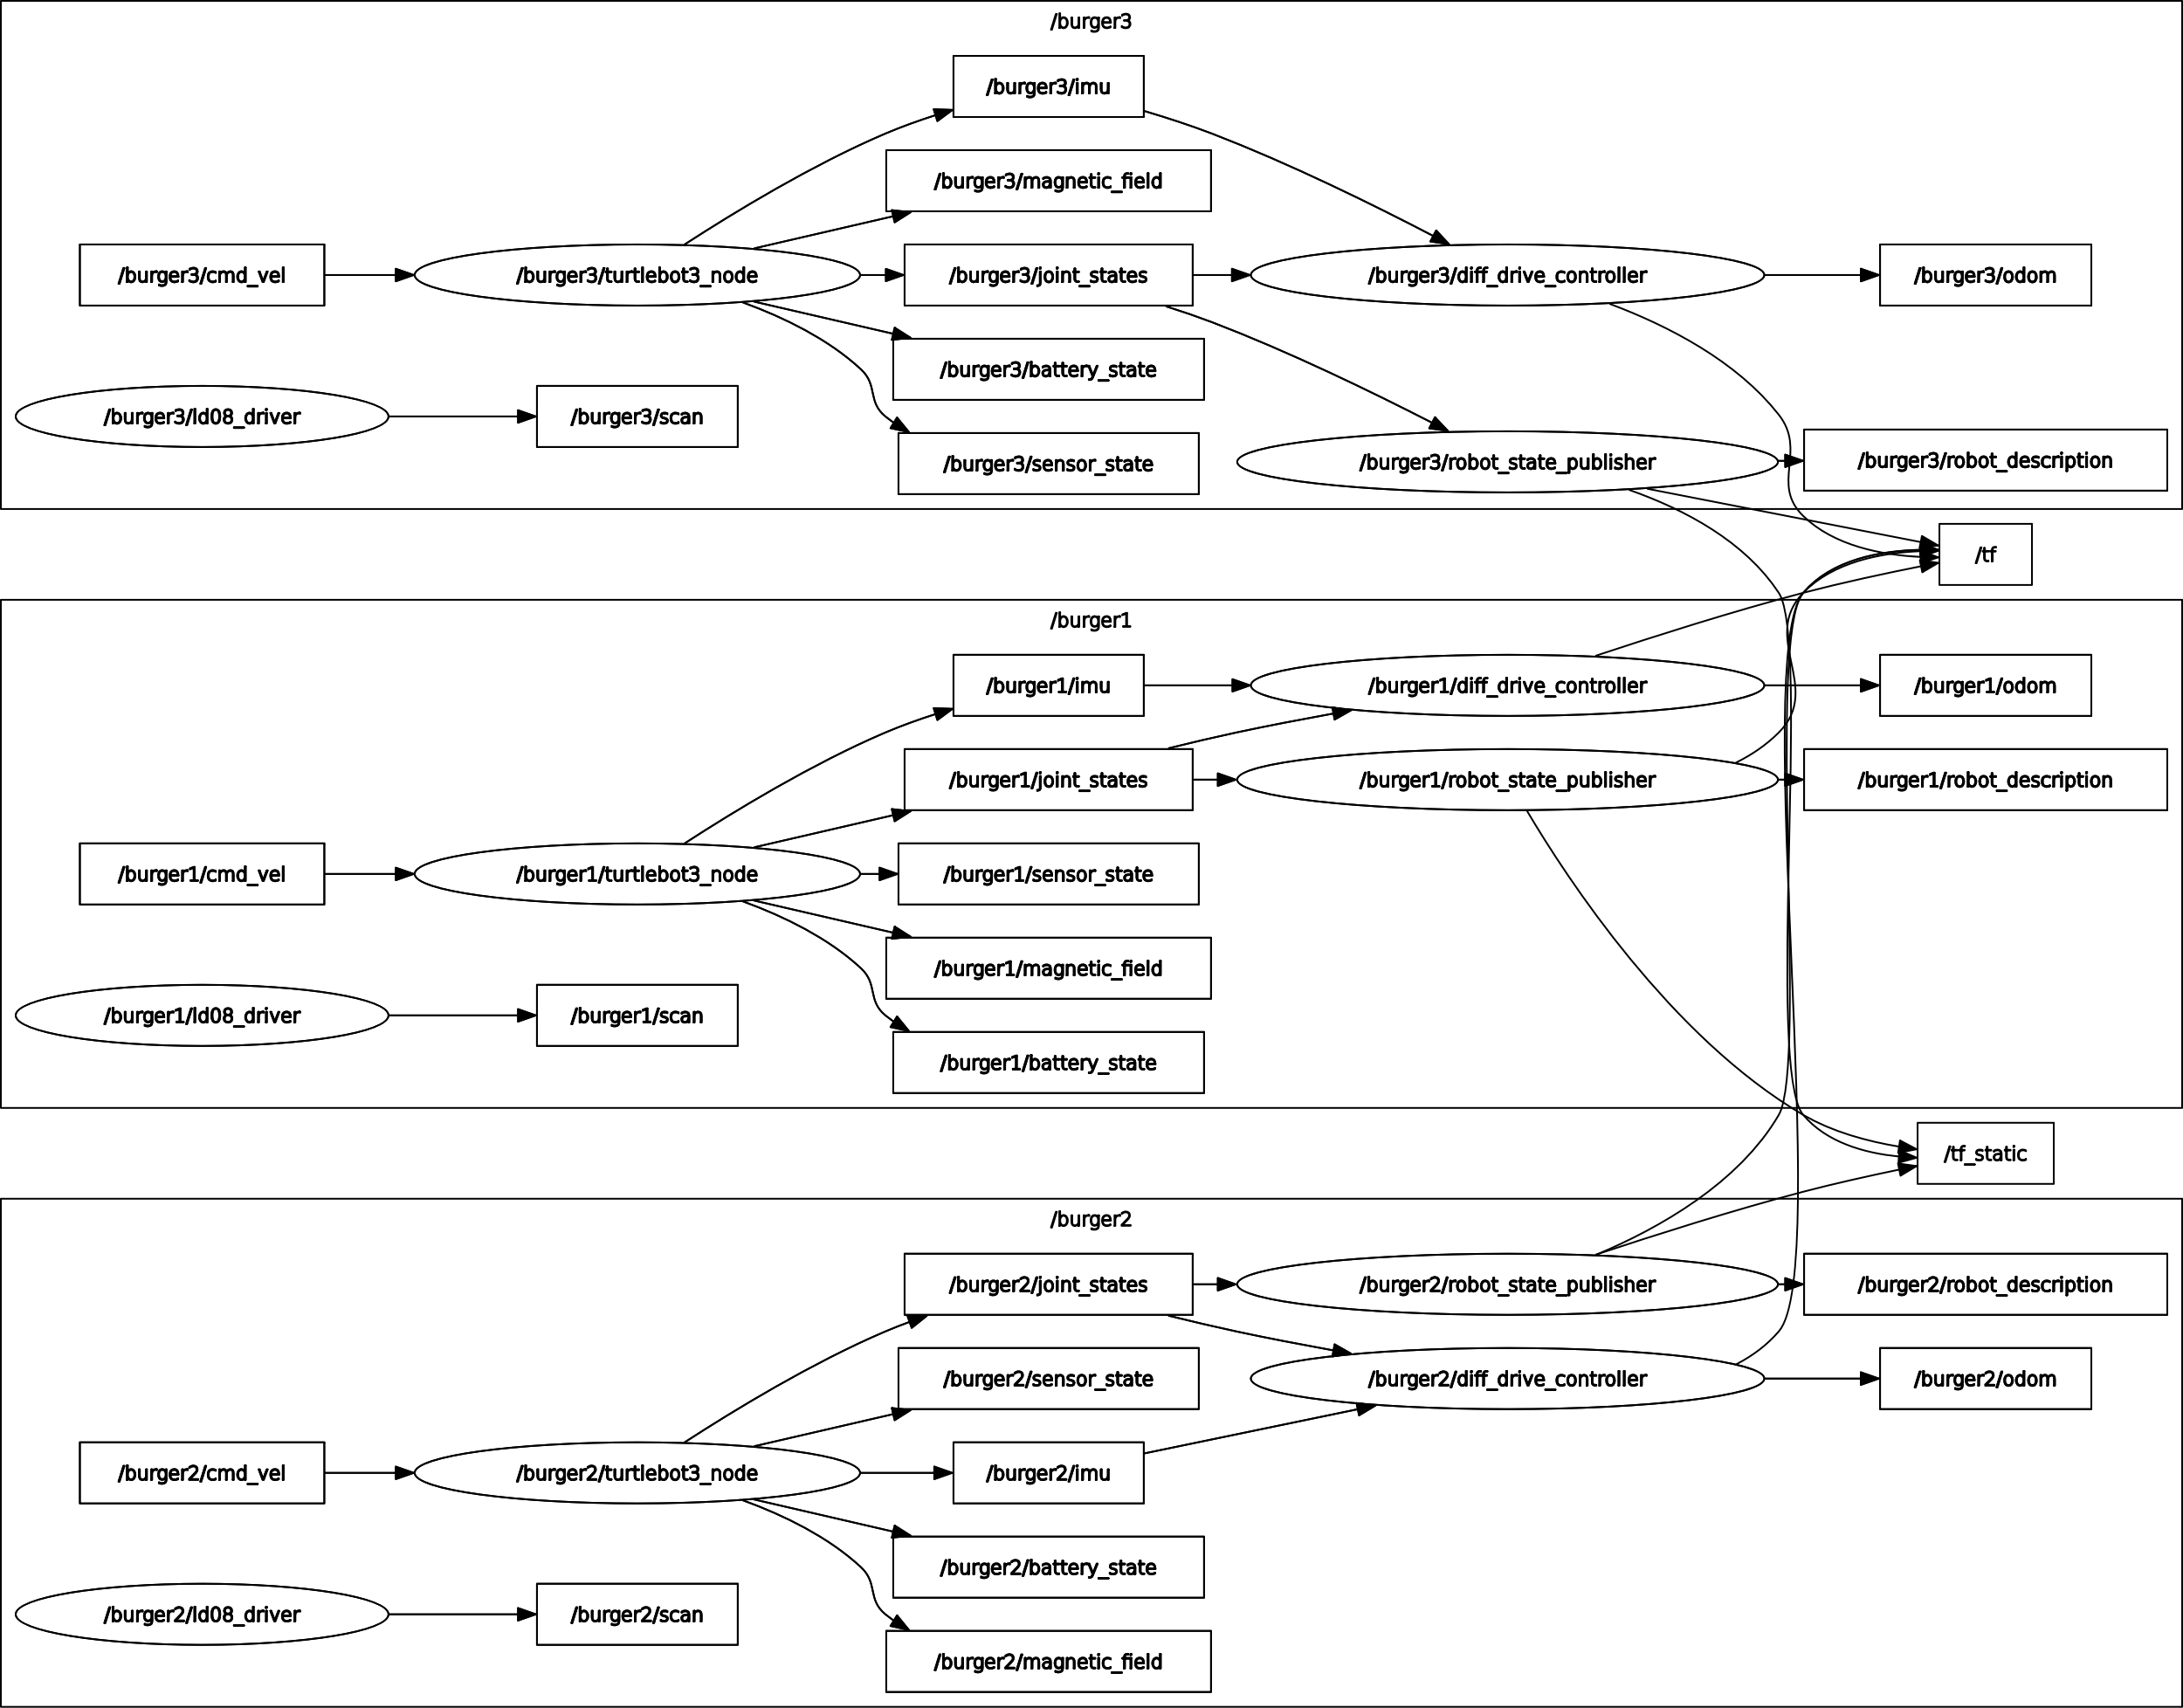 /burger3
/burger3/imu
/burger3/magnetic_field
/burger3/cmd_vel
/burger3/turtlebot3_node
/burger3/joint_states
/burger3/diff_drive_controller
/burger3/odom
/burger3/battery_state
/burger3/ld08_driver
/burger3/scan
/burger3/sensor_state
/burger3/robot_state_publisher
/burger3/robot_description
/tf
/burger1
/burger1/imu
/burger1/diff_drive_controller
/burger1/odom
/burger1/joint_states
/burger1/robot_state_publisher
/burger1/robot_description
/burger1/cmd_vel
/burger1/turtlebot3_node
/burger1/sensor_state
/burger1/magnetic_field
/burger1/ld08_driver
/burger1/scan
/burger1/battery_state
/tf_static
/burger2
/burger2/joint_states
/burger2/robot_state_publisher
/burger2/robot_description
/burger2/sensor_state
/burger2/diff_drive_controller
/burger2/odom
/burger2/cmd_vel
/burger2/turtlebot3_node
/burger2/imu
/burger2/battery_state
/burger2/ld08_driver
/burger2/scan
/burger2/magnetic_field